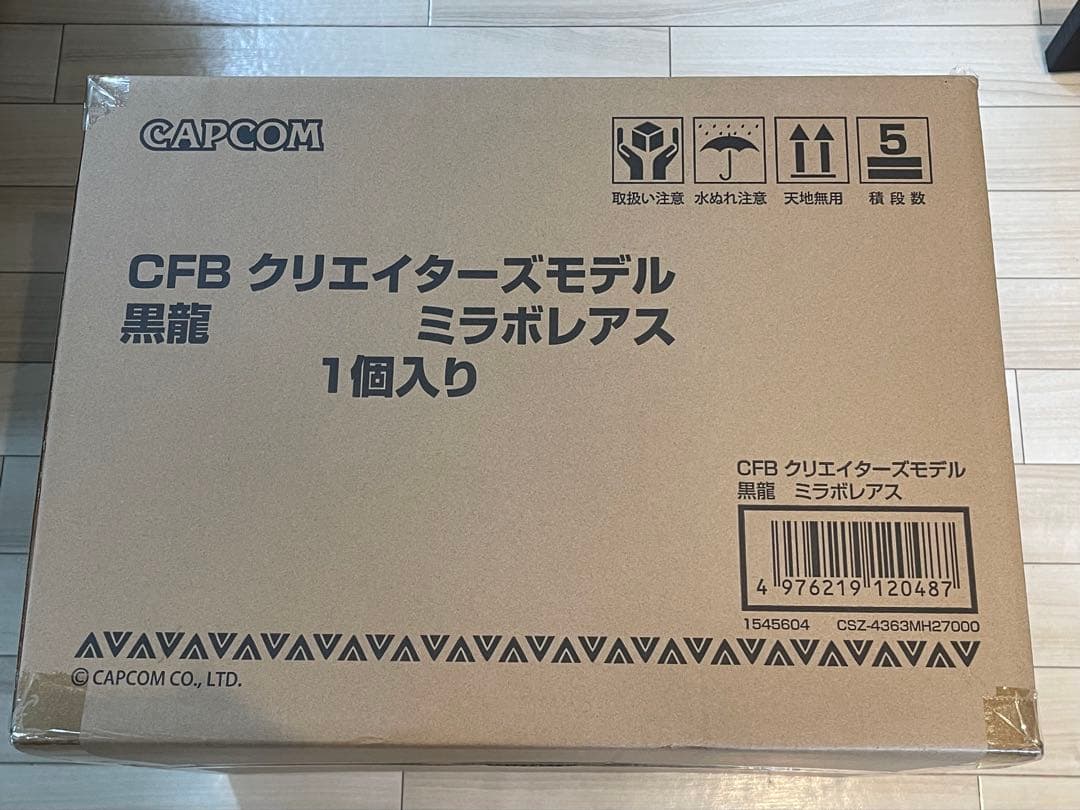 CAPCOM
5
取扱い注意 水ぬれ注意 天地無用 積段数
CFB クリエイターズモデル
黒龍 ミラボレアス
1個入り
CFB クリエイターズモデル
黒龍 ミラボレアス
4 976219 120487
1545604 CSZ-4363MH27000
© CAPCOM CO., LTD.